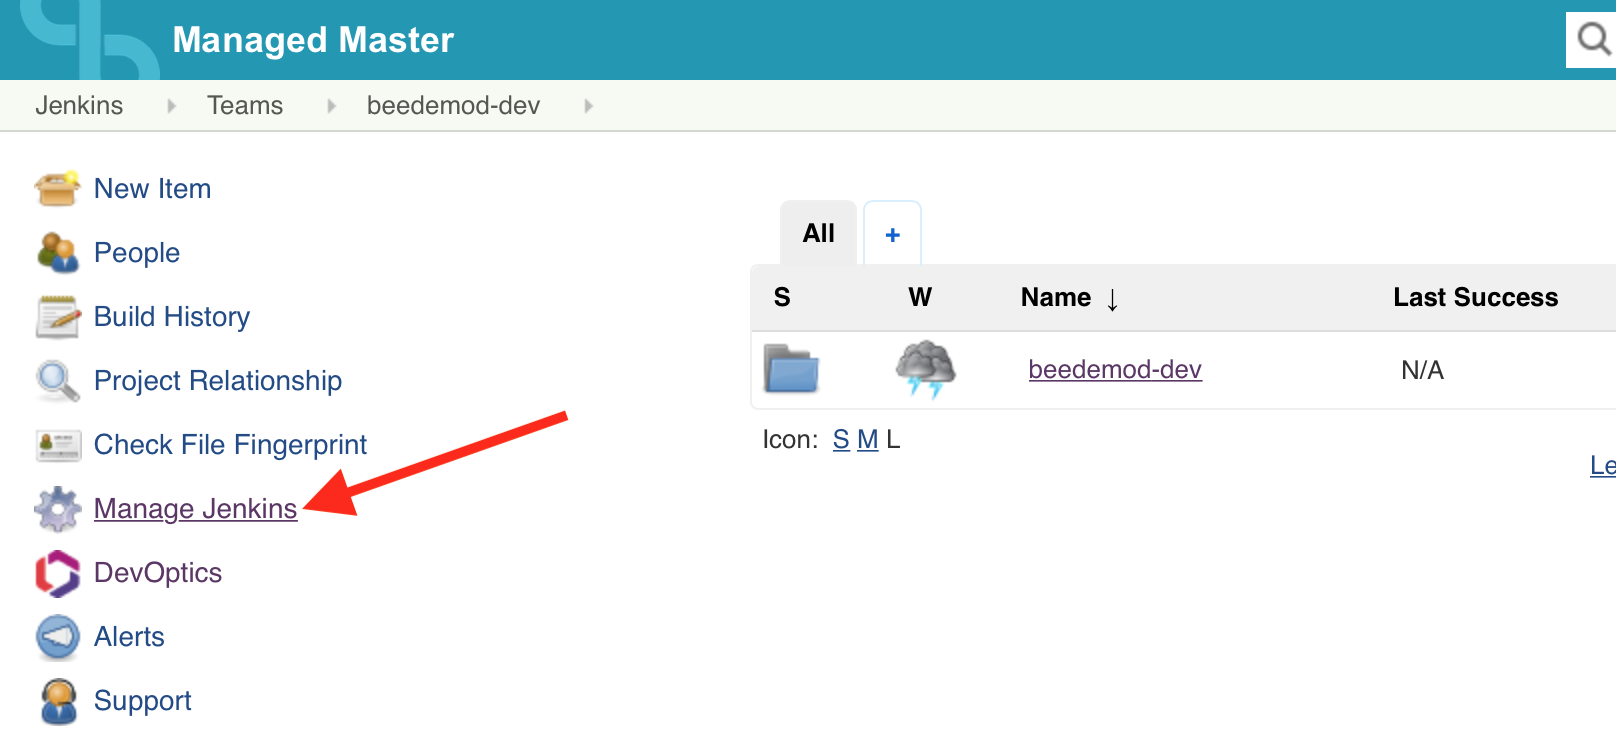 Managed Master
Jenkins Teams beedemod-dev
New Item
People
Build History
Project Relationship
Check File Fingerprint
Manage Jenkins
DevOptics
Alerts
Support
All +
S W Name ↓ Last Success
beedemod-dev N/A
Icon: S M L
Le